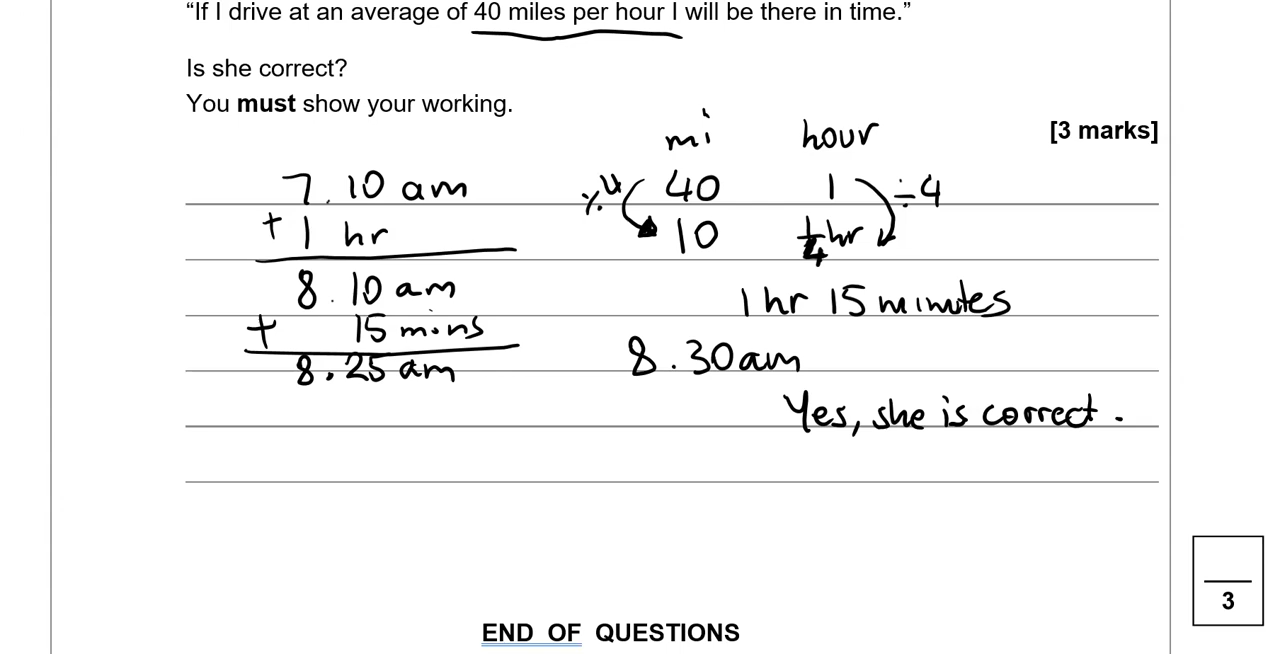 “If I drive at an average of 40 miles per hour I will be there in time.”
Is she correct?
You must show your working.
[3 marks]
mi hour
7.10 am
+ 1 hr
8.10 am
+ 15 mins
8.25 am
÷4 40 1 ÷4
10 1/4 hr
1 hr 15 minutes
8.30am
Yes, she is correct.
3
END OF QUESTIONS